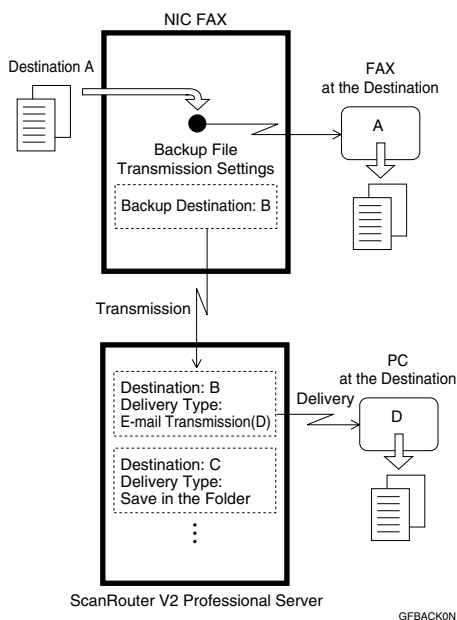 NIC FAX
Destination A
FAX
at the Destination
A
Backup File
Transmission Settings
Backup Destination: B
Transmission
PC
at the Destination
Destination: B
Delivery Type:
E-mail Transmission(D)
Delivery
D
Destination: C
Delivery Type:
Save in the Folder
ScanRouter V2 Professional Server
GFBACK0N